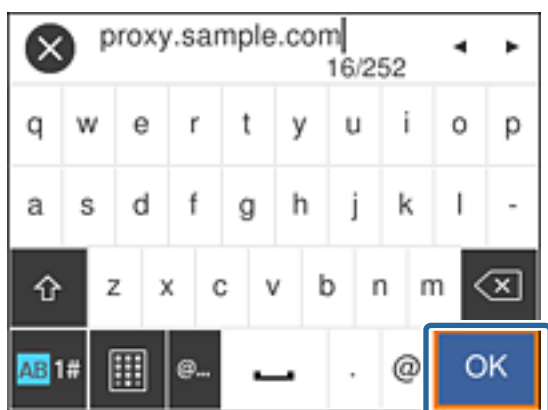 proxy.sample.com
16/252
q w e r t y u i o p
a s d f g h j k l -
z x c v b n m
AB 1# @... . @ OK